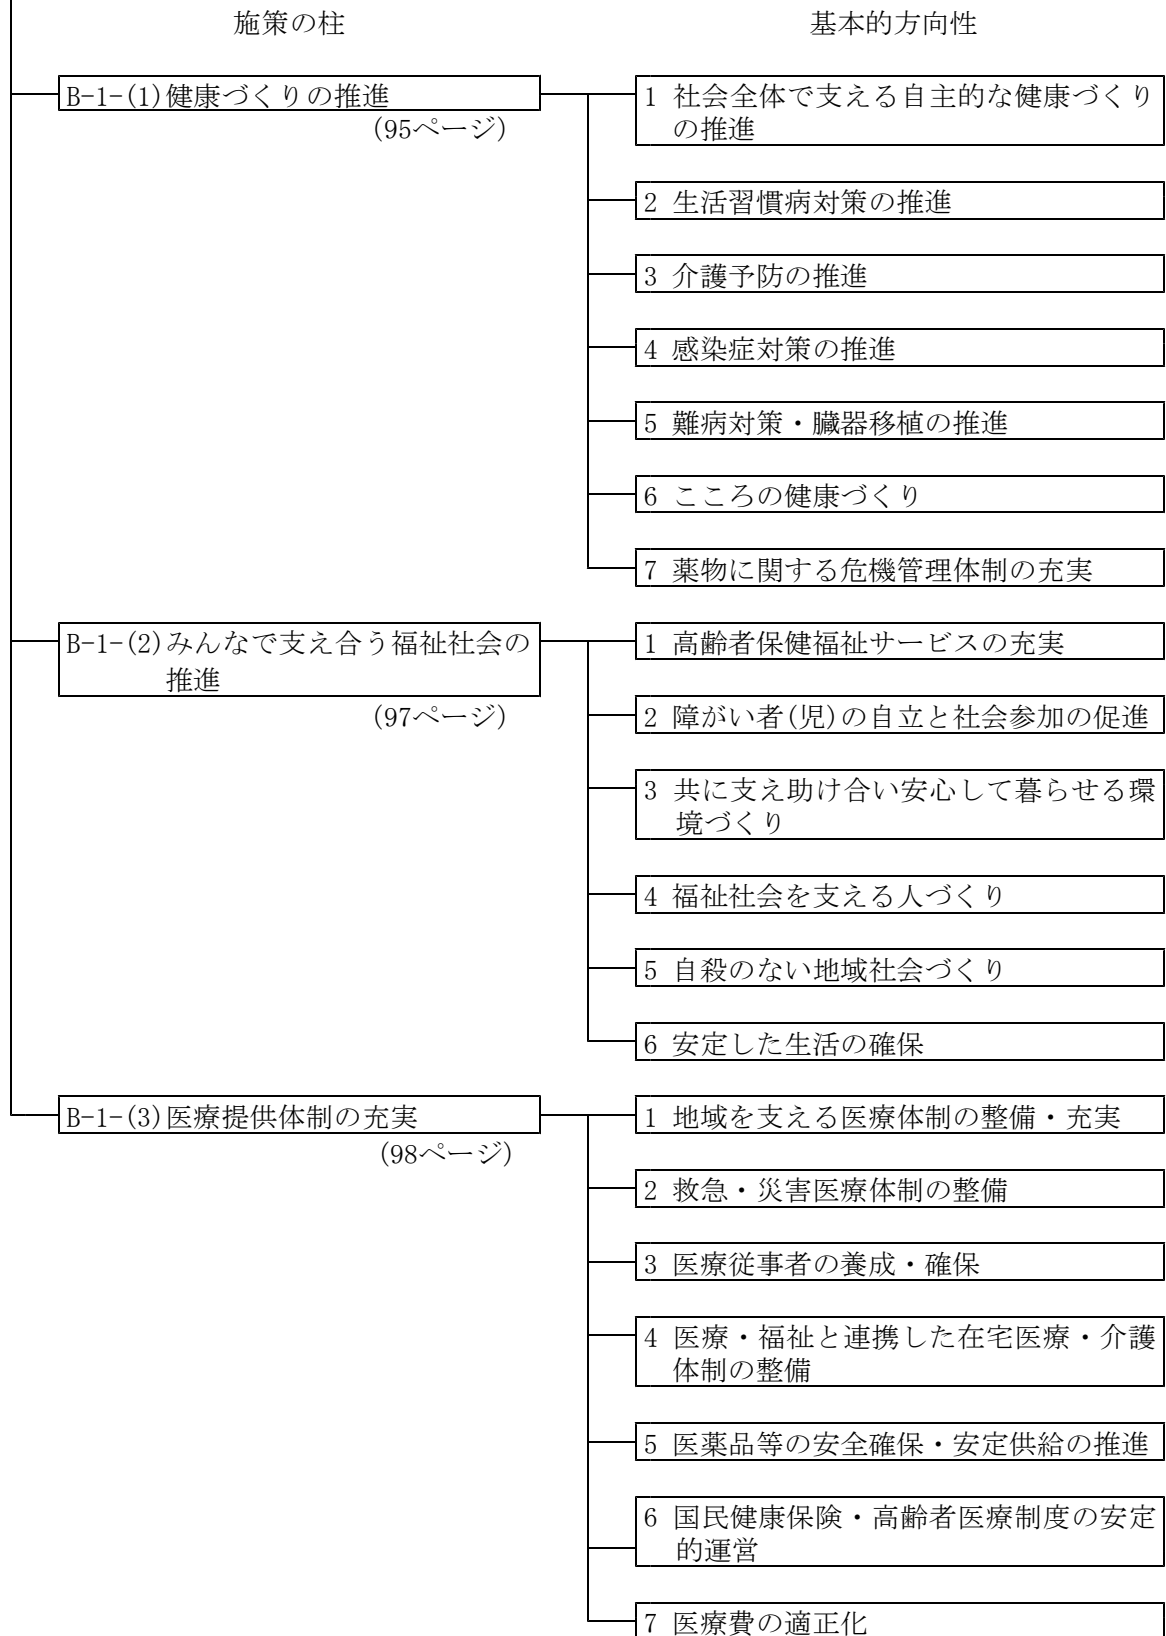 施策の柱
基本的方向性
B-1-(1)健康づくりの推進
(95ページ)
1 社会全体で支える自主的な健康づくり
の推進
2 生活習慣病対策の推進
3 介護予防の推進
4 感染症対策の推進
5 難病対策・臓器移植の推進
6 こころの健康づくり
7 薬物に関する危機管理体制の充実
B-1-(2)みんなで支え合う福祉社会の
推進
(97ページ)
1 高齢者保健福祉サービスの充実
2 障がい者(児)の自立と社会参加の促進
3 共に支え助け合い安心して暮らせる環
境づくり
4 福祉社会を支える人づくり
5 自殺のない地域社会づくり
6 安定した生活の確保
B-1-(3)医療提供体制の充実
(98ページ)
1 地域を支える医療体制の整備・充実
2 救急・災害医療体制の整備
3 医療従事者の養成・確保
4 医療・福祉と連携した在宅医療・介護
体制の整備
5 医薬品等の安全確保・安定供給の推進
6 国民健康保険・高齢者医療制度の安定
的運営
7 医療費の適正化